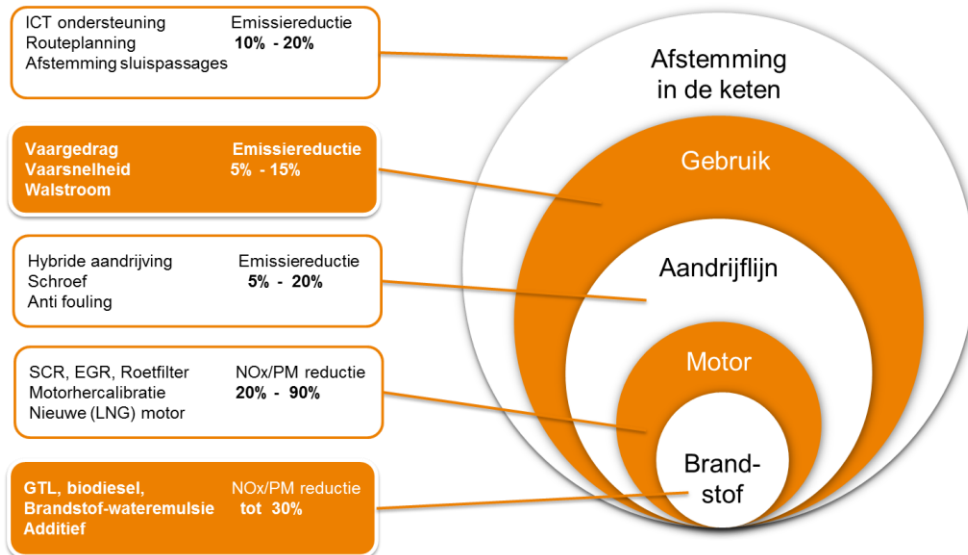 ICT ondersteuning Emissiereductie
Routeplanning 10% - 20%
Afstemming sluispassages
Vaargedrag Emissiereductie
Vaarsnelheid 5% - 15%
Walstroom
Hybride aandrijving Emissiereductie
Schroef 5% - 20%
Anti fouling
SCR, EGR, Roetfilter NOx/PM reductie
Motorhercalibratie 20% - 90%
Nieuwe (LNG) motor
GTL, biodiesel, NOx/PM reductie
Brandstof-wateremulsie tot 30%
Additief
Afstemming
in de keten
Gebruik
Aandrijflijn
Motor
Brand-
stof